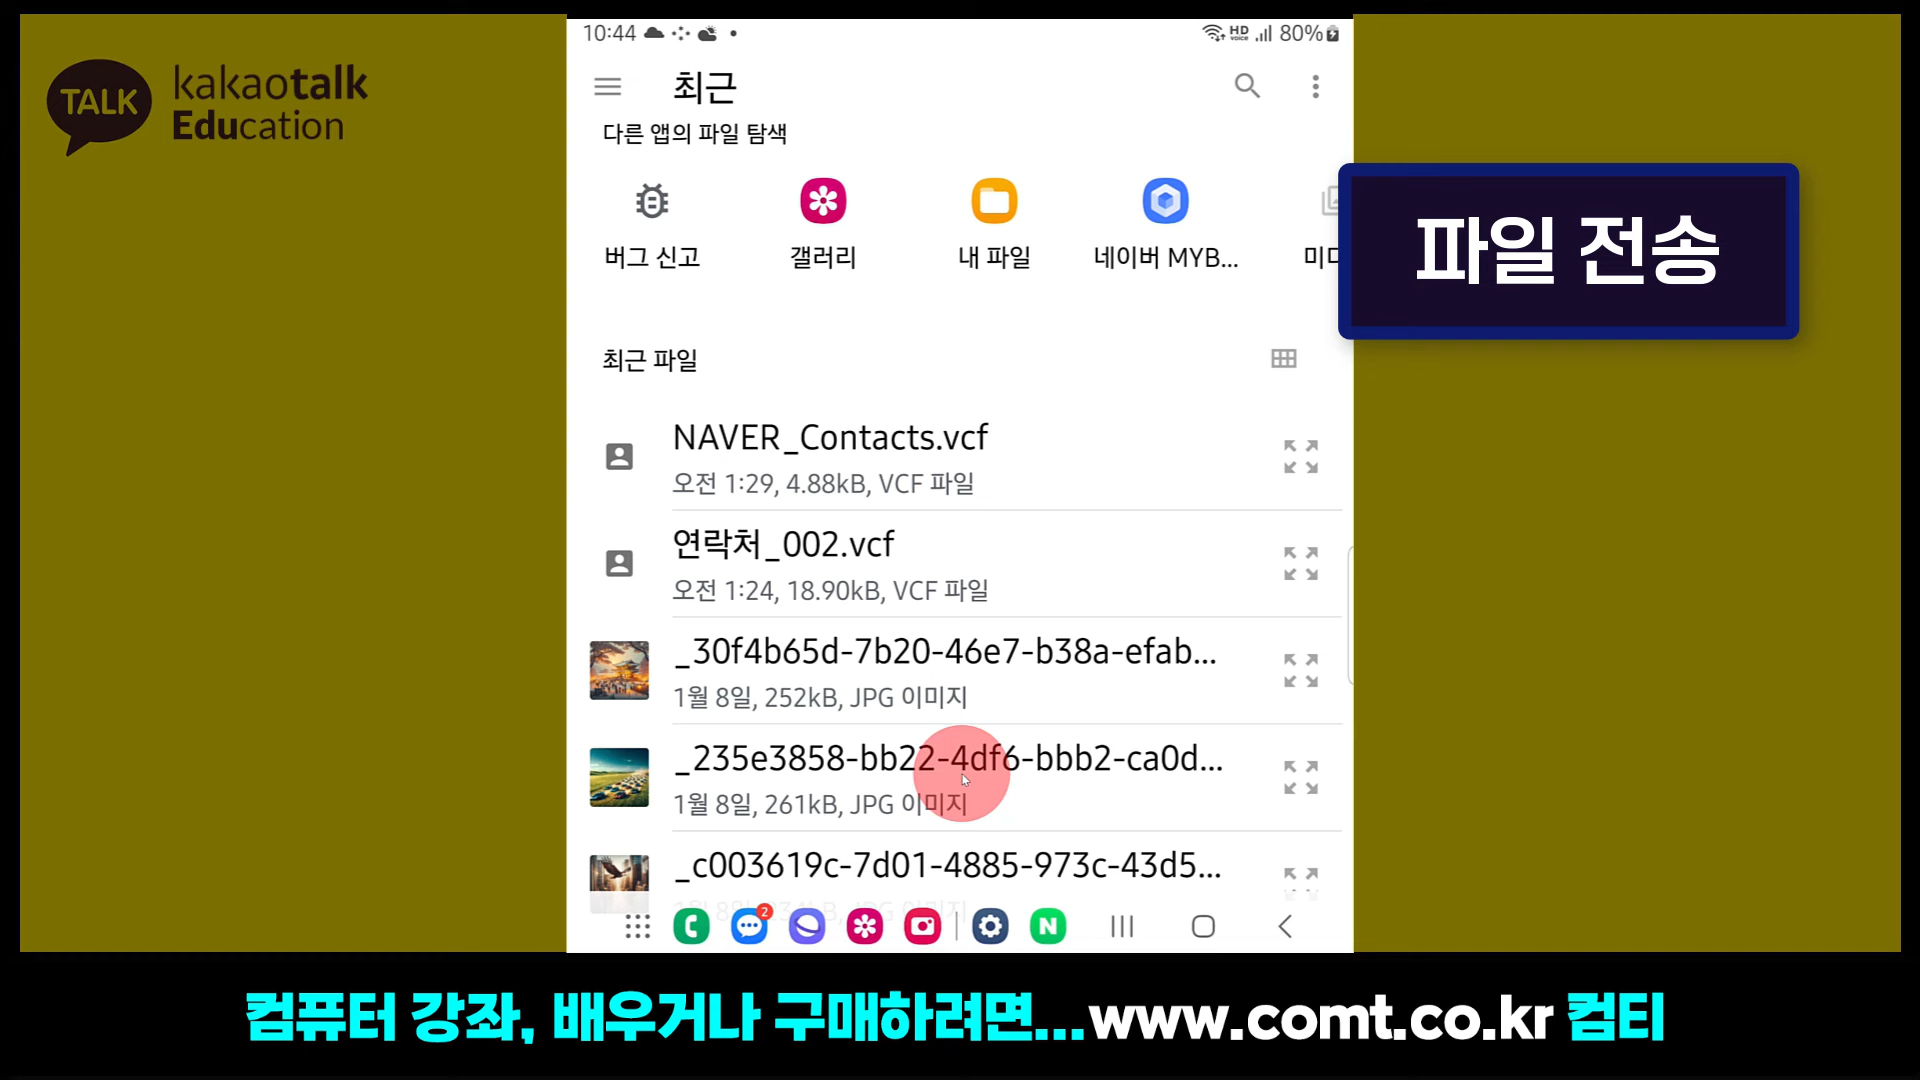 10:44
HD voice 80%
TALK
kakaotalk
Education
최근
다른 앱의 파일 탐색
버그 신고
갤러리
내 파일
네이버 MYB...
파일 전송
최근 파일
NAVER_Contacts.vcf
오전 1:29, 4.88kB, VCF 파일
연락처_002.vcf
오전 1:24, 18.90kB, VCF 파일
_30f4b65d-7b20-46e7-b38a-efab...
1월 8일, 252kB, JPG 이미지
_235e3858-bb22-4df6-bbb2-ca0d...
1월 8일, 261kB, JPG 이미지
_c003619c-7d01-4885-973c-43d5...
2
N
컴퓨터 강좌, 배우거나 구매하려면...www.comt.co.kr 컴티